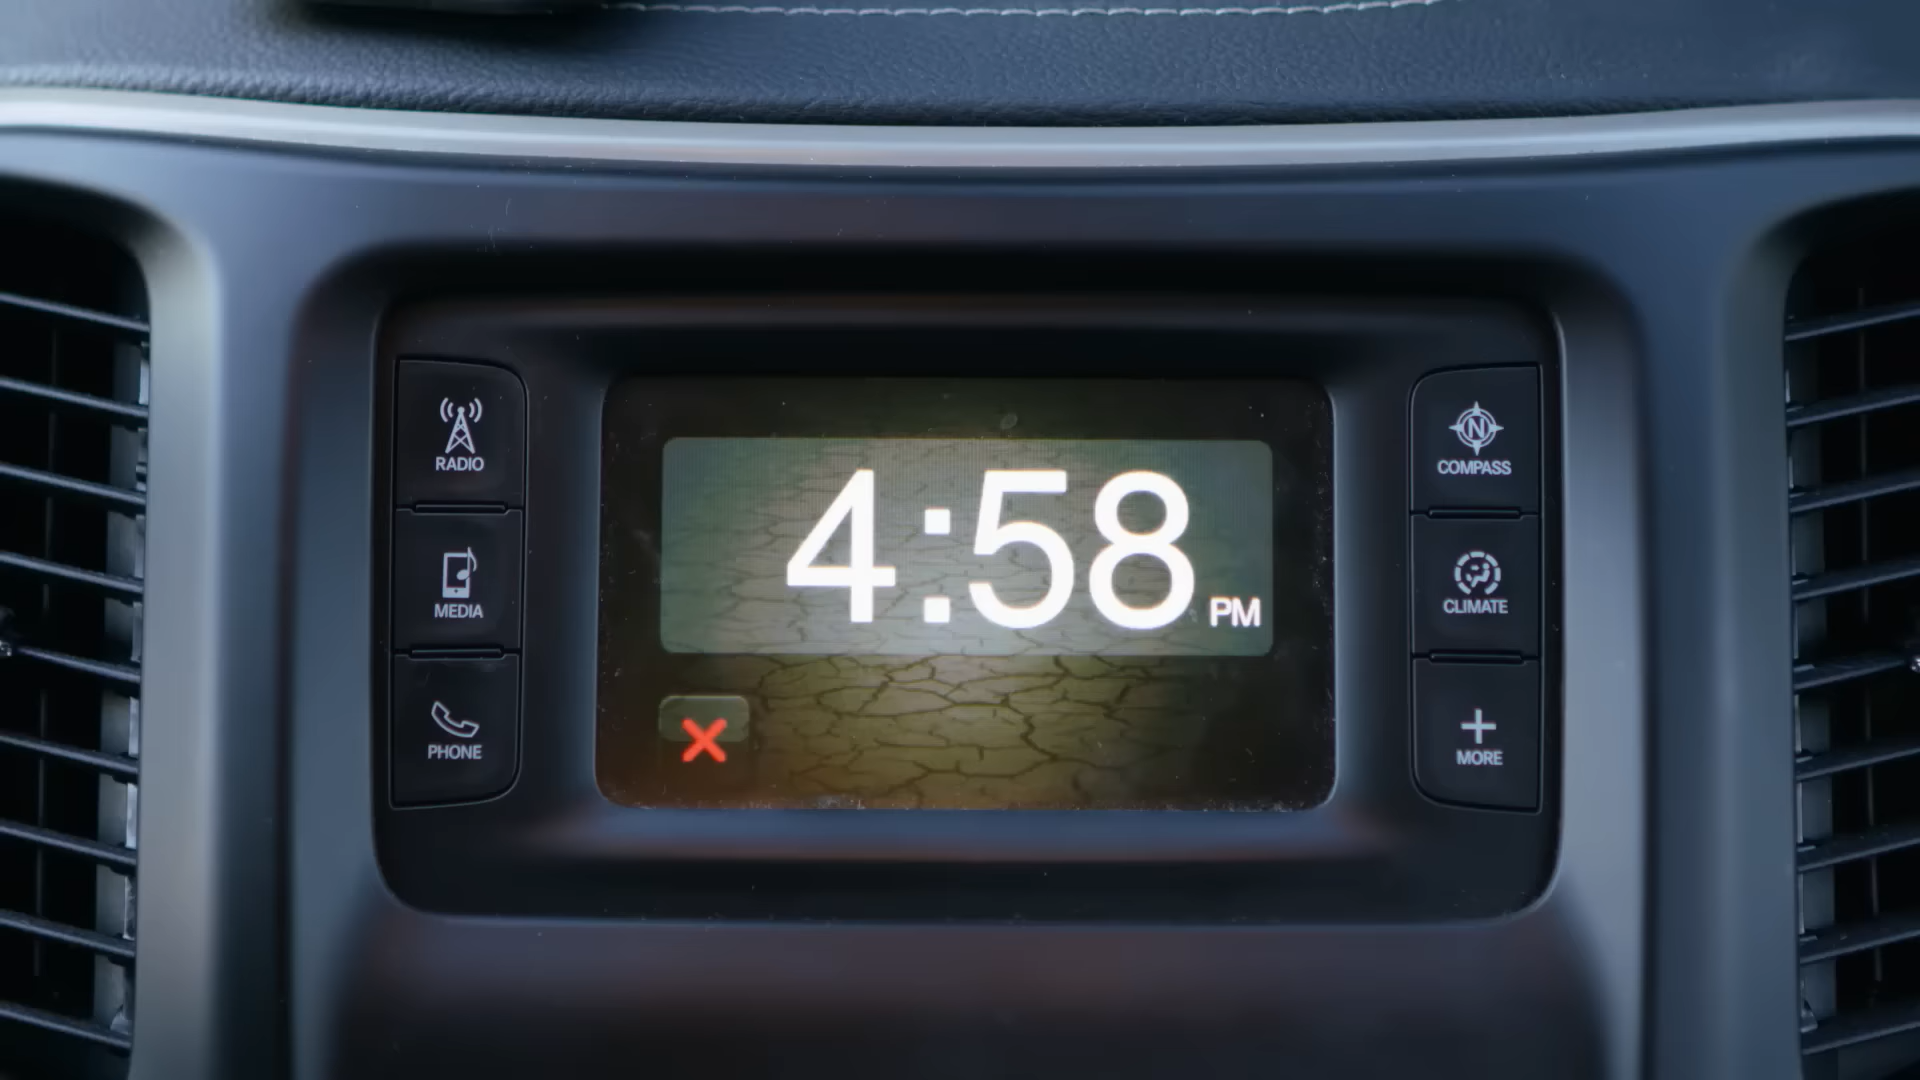 RADIO
MEDIA
PHONE
4:58 PM
N
COMPASS
CLIMATE
MORE